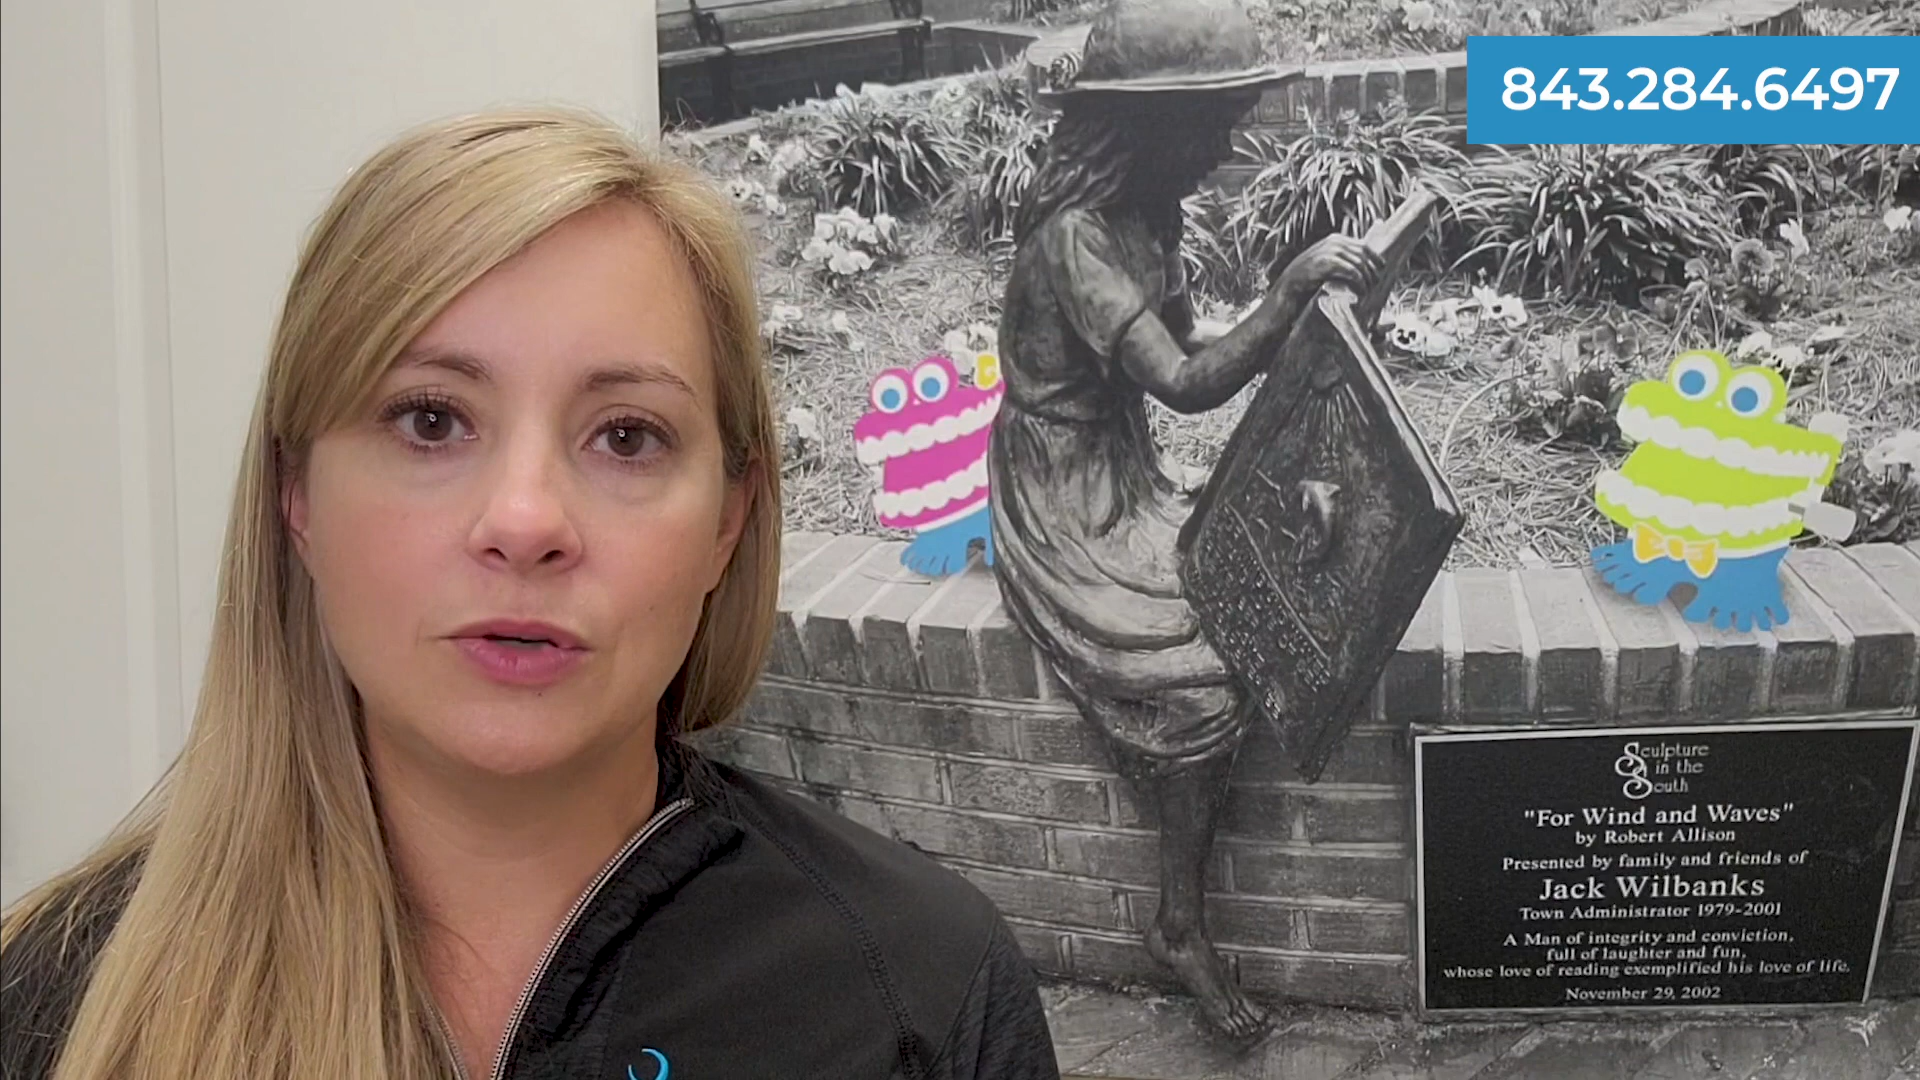 843.284.6497
Sculpture
in the
South
"For Wind and Waves"
by Robert Allison
Presented by family and friends of
Jack Wilbanks
Town Administrator 1979-2001
A Man of integrity and conviction,
full of laughter and fun,
whose love of reading exemplified his love of life.
November 29, 2002